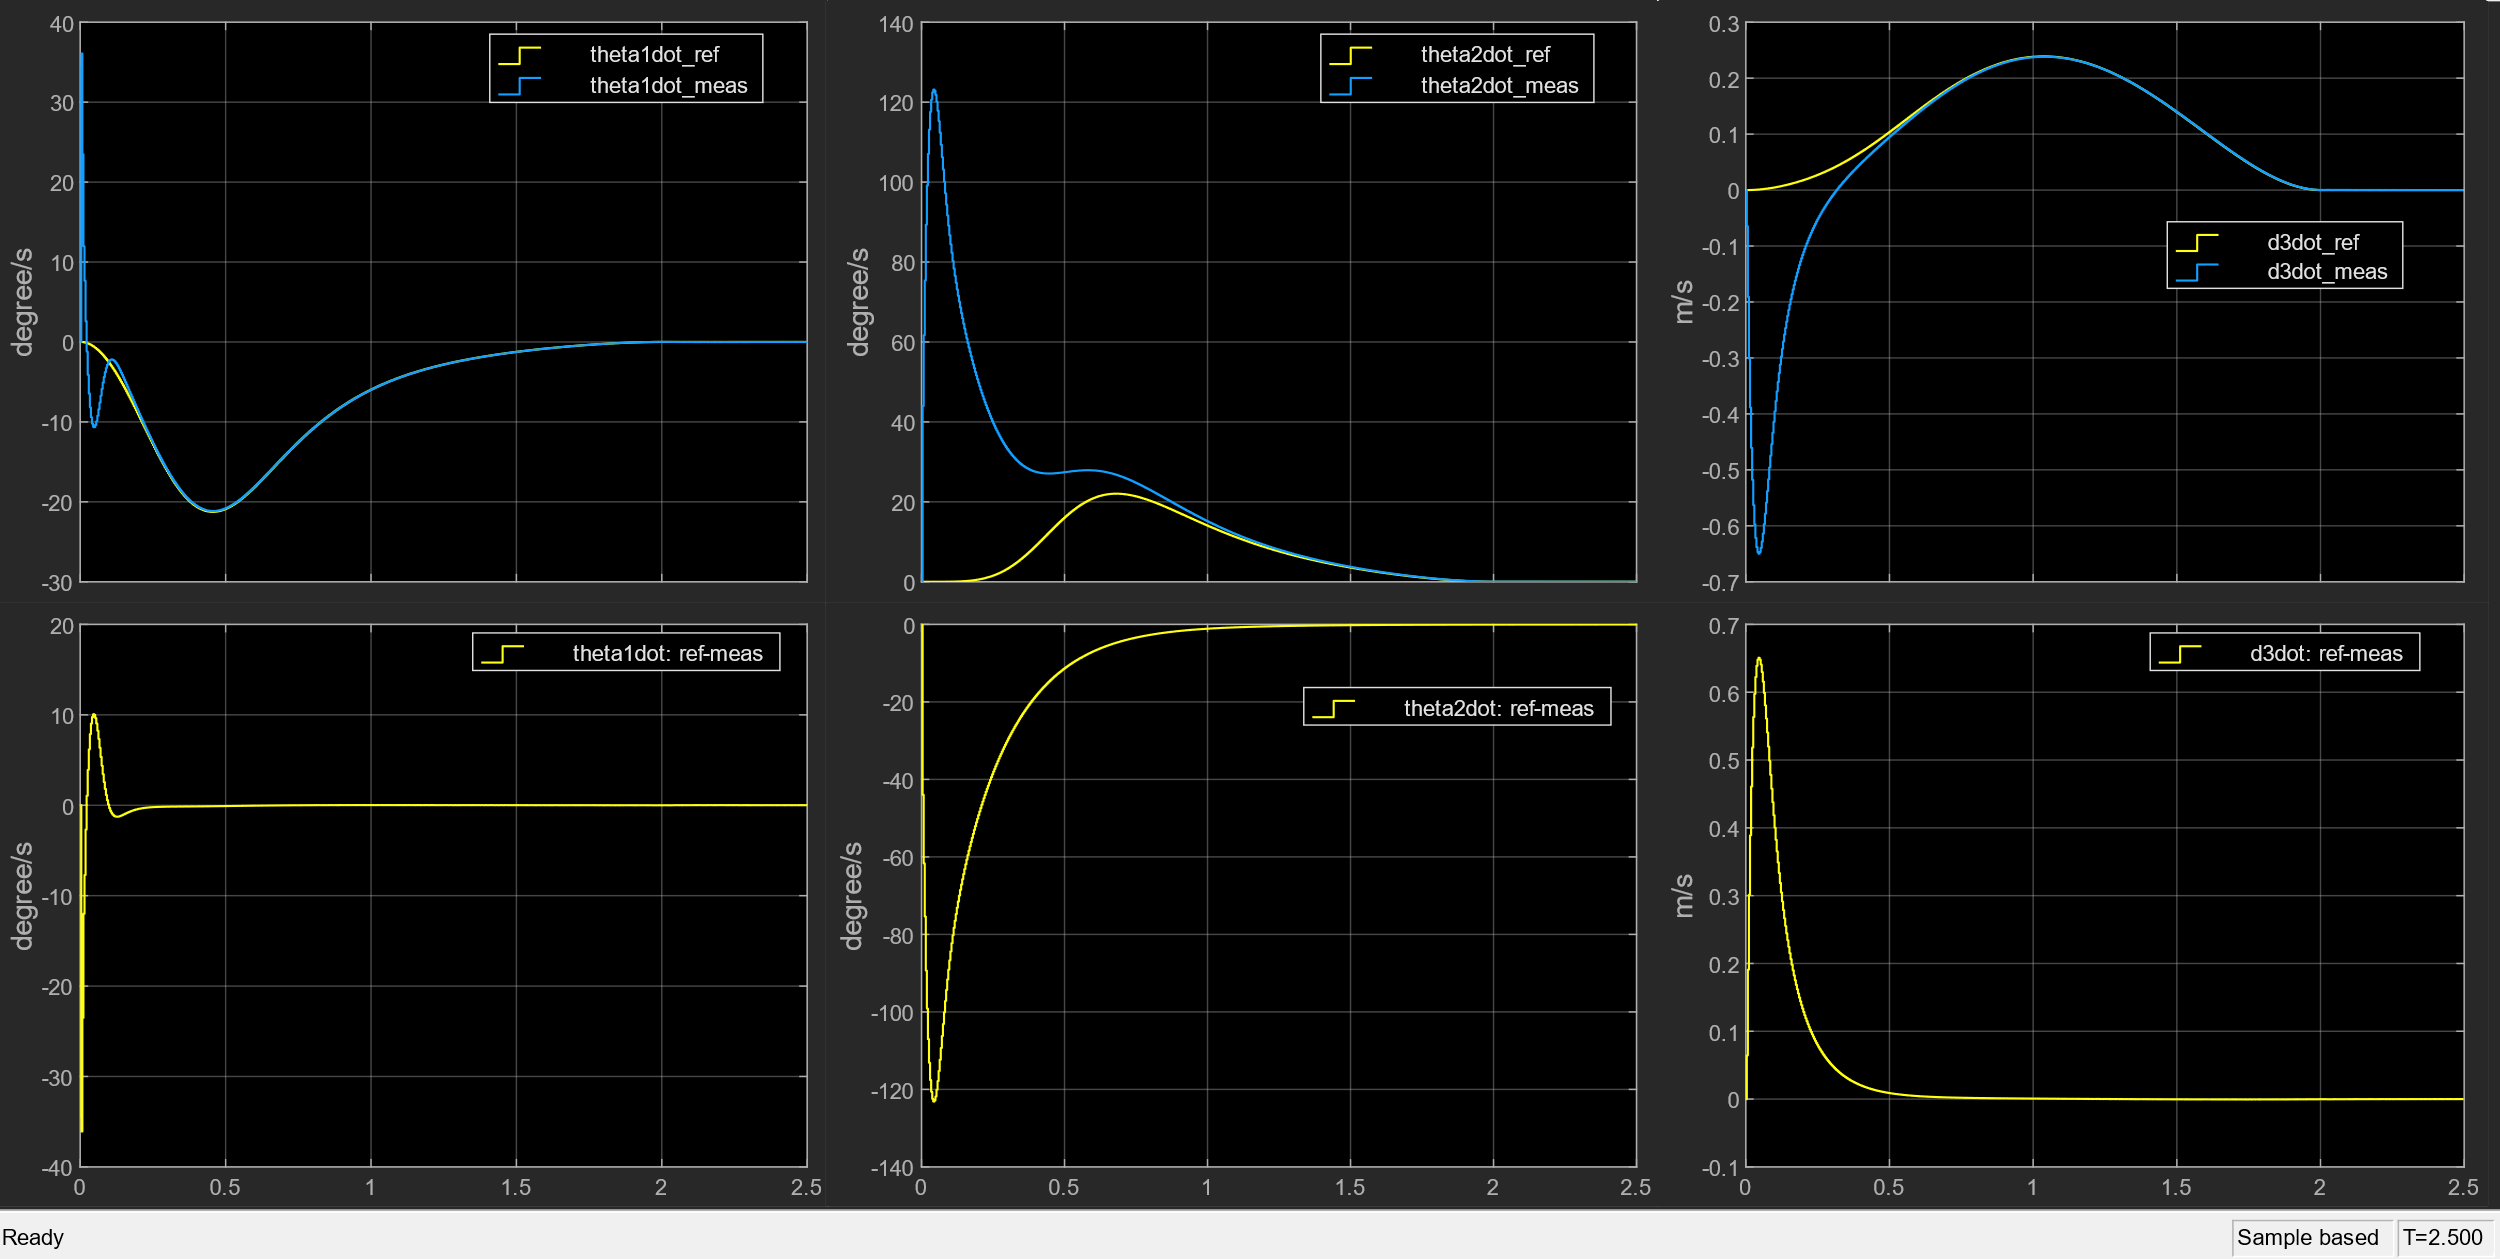 40
30
20
10
0
-10
-20
-30
degree/s
theta1dot_ref
theta1dot_meas
140
120
100
80
60
40
20
0
degree/s
theta2dot_ref
theta2dot_meas
0.3
0.2
0.1
0
-0.1
-0.2
-0.3
-0.4
-0.5
-0.6
-0.7
m/s
d3dot_ref
d3dot_meas
20
10
0
-10
-20
-30
-40
degree/s
theta1dot: ref-meas
0 0.5 1 1.5 2 2.5
0
-20
-40
-60
-80
-100
-120
-140
degree/s
theta2dot: ref-meas
0 0.5 1 1.5 2 2.5
0.7
0.6
0.5
0.4
0.3
0.2
0.1
0
-0.1
m/s
d3dot: ref-meas
0 0.5 1 1.5 2 2.5
Ready
Sample based T=2.500